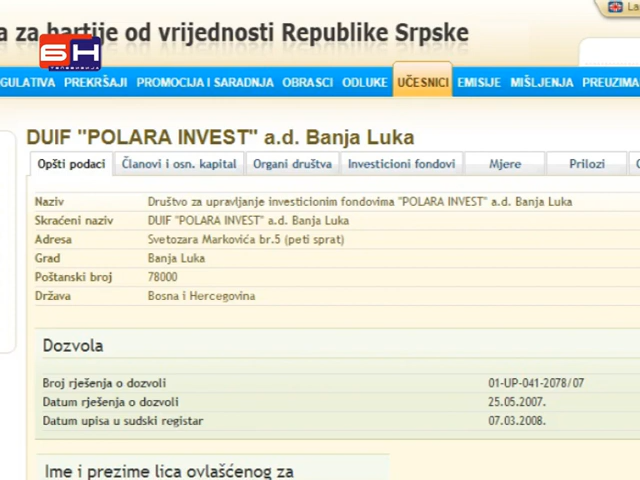 a za hartije od vrijednosti Republike Srpske
БН
GULATIVA PREKRŠAJI PROMOCIJA I SARADNJA OBRASCI ODLUKE UČESNICI EMISIJE MIŠLJENJA PREUZIMA
DUIF "POLARA INVEST" a.d. Banja Luka
Opšti podaci Članovi i osn. kapital Organi društva Investicioni fondovi Mjere Prilozi
Naziv Društvo za upravljanje investicionim fondovima "POLARA INVEST" a.d. Banja Luka
Skraćeni naziv DUIF "POLARA INVEST" a.d. Banja Luka
Adresa Svetozara Markovića br.5 (peti sprat)
Grad Banja Luka
Poštanski broj 78000
Država Bosna i Hercegovina
Dozvola
Broj rješenja o dozvoli 01-UP-041-2078/07
Datum rješenja o dozvoli 25.05.2007.
Datum upisa u sudski registar 07.03.2008.
Ime i prezime lica ovlašćenog za